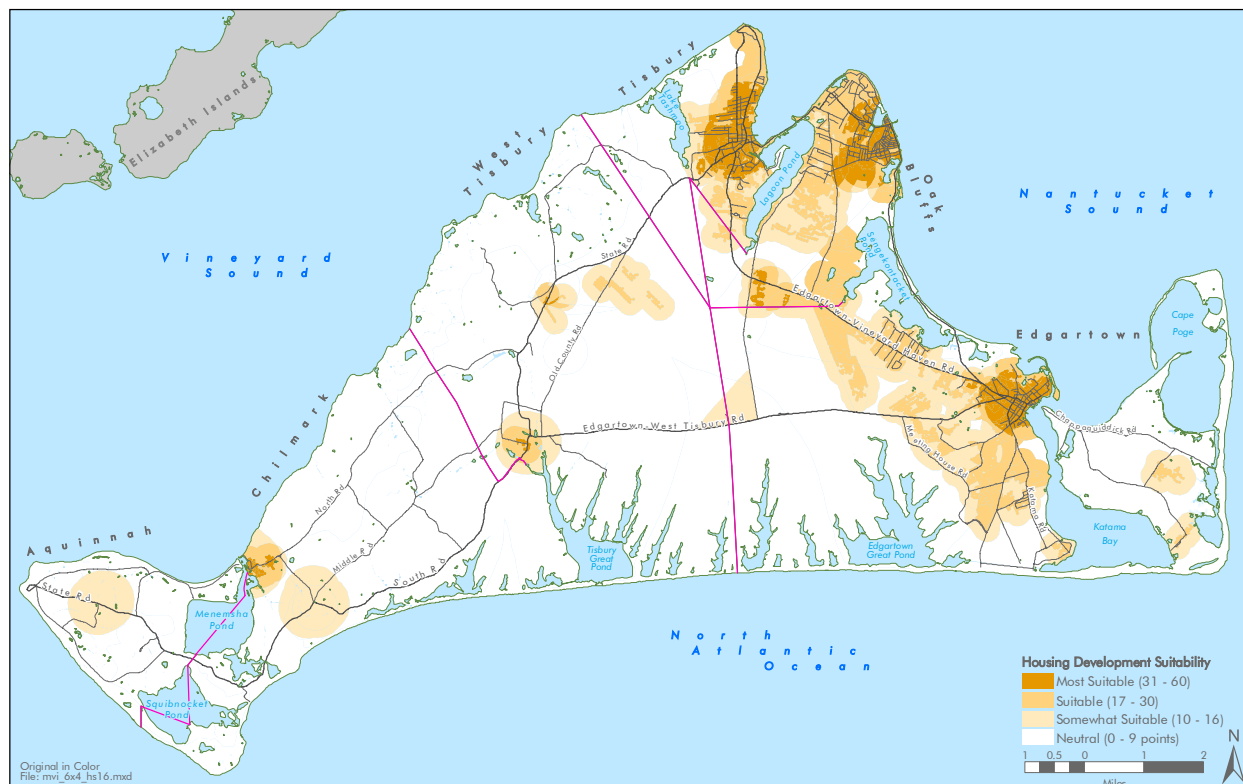 Elizabeth Islands
Vineyard
Sound
West
Tisbury
Tisbury
Lake
Tashmoo
Lagoon Pond
Oak
Bluffs
Nantucket
Sound
Sengekontacket
Pond
State Rd
Old County Rd
Edgartown-Vineyard Haven Rd
Edgartown
Cape
Poge
Chilmark
Edgartown-West Tisbury Rd
Meeting House Rd
Chappaquiddick Rd
Katama Rd
Katama
Bay
North Rd
Middle Rd
South Rd
Tisbury
Great
Pond
Edgartown
Great Pond
Aquinnah
State Rd
Menemsha
Pond
Squibnocket
Pond
North
Atlantic
Ocean
Housing Development Suitability
Most Suitable (31 - 60)
Suitable (17 - 30)
Somewhat Suitable (10 - 16)
Neutral (0 - 9 points)
N
1 0.5 0 1 2
Miles
Original in Color
File: mvi_6x4_hs16.mxd